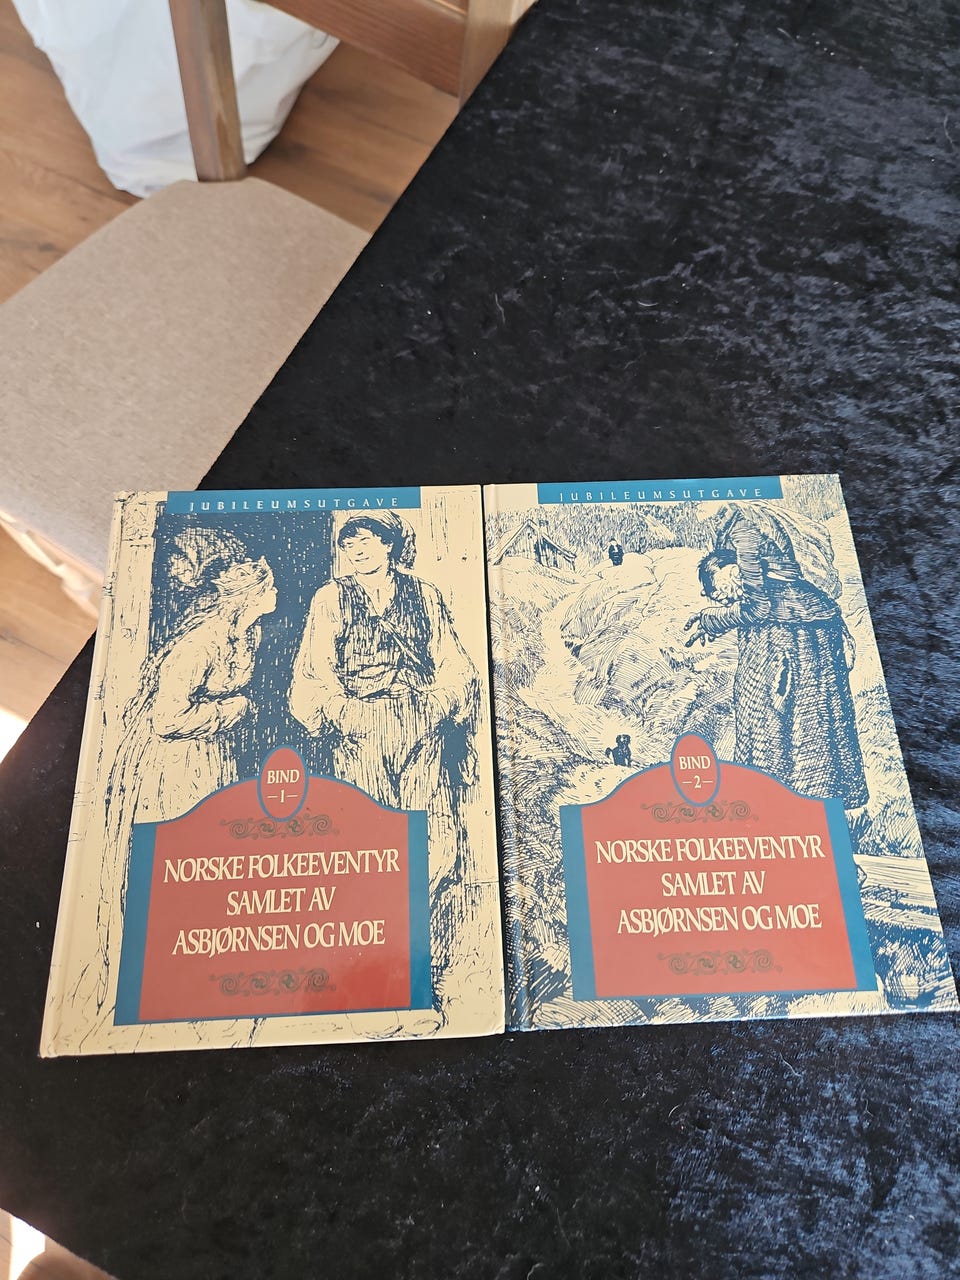 JUBILEUMSUTGAVE
BIND
—1—
NORSKE FOLKEEVENTYR
SAMLET AV
ASBJØRNSEN OG MOE
JUBILEUMSUTGAVE
BIND
—2—
NORSKE FOLKEEVENTYR
SAMLET AV
ASBJØRNSEN OG MOE